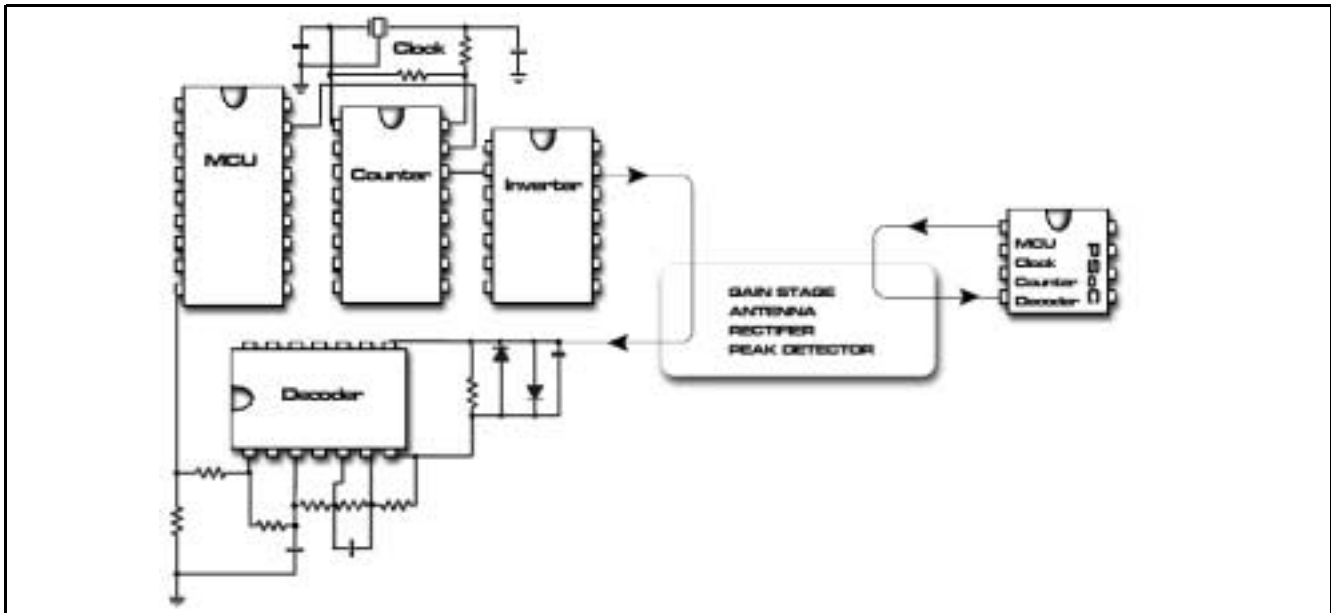 Clock
MCU
Counter
Inverter
GAIN STAGE
ANTENNA
RECTIFIER
PEAK DETECTOR
MCU
Clock
Counter
Decoder
PSoC
Decoder